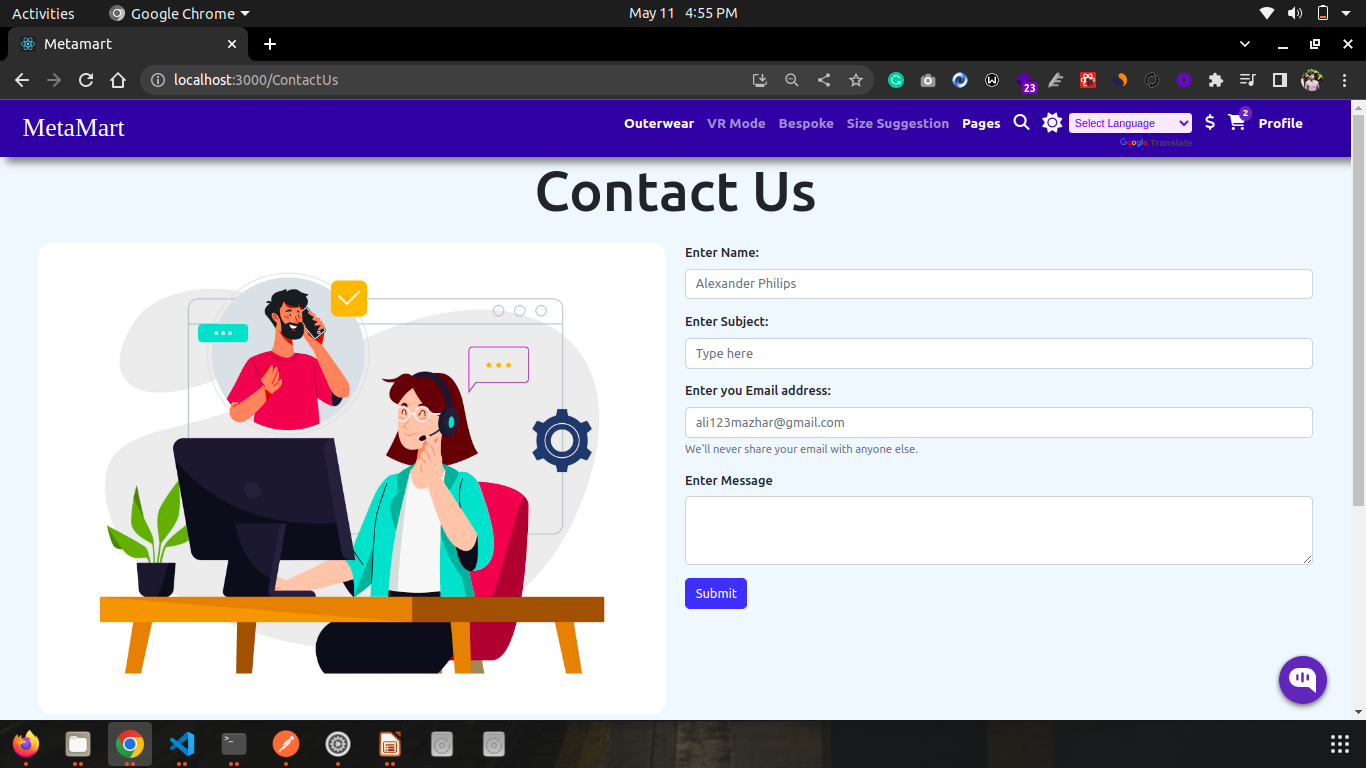 Activities
Google Chrome
May 11 4:55 PM
Metamart
localhost:3000/ContactUs
23
MetaMart
Outerwear
VR Mode
Bespoke
Size Suggestion
Pages
Select Language
$
2
Profile
Google Translate
Contact Us
Enter Name:
Alexander Philips
Enter Subject:
Type here
Enter you Email address:
ali123mazhar@gmail.com
We'll never share your email with anyone else.
Enter Message
Submit